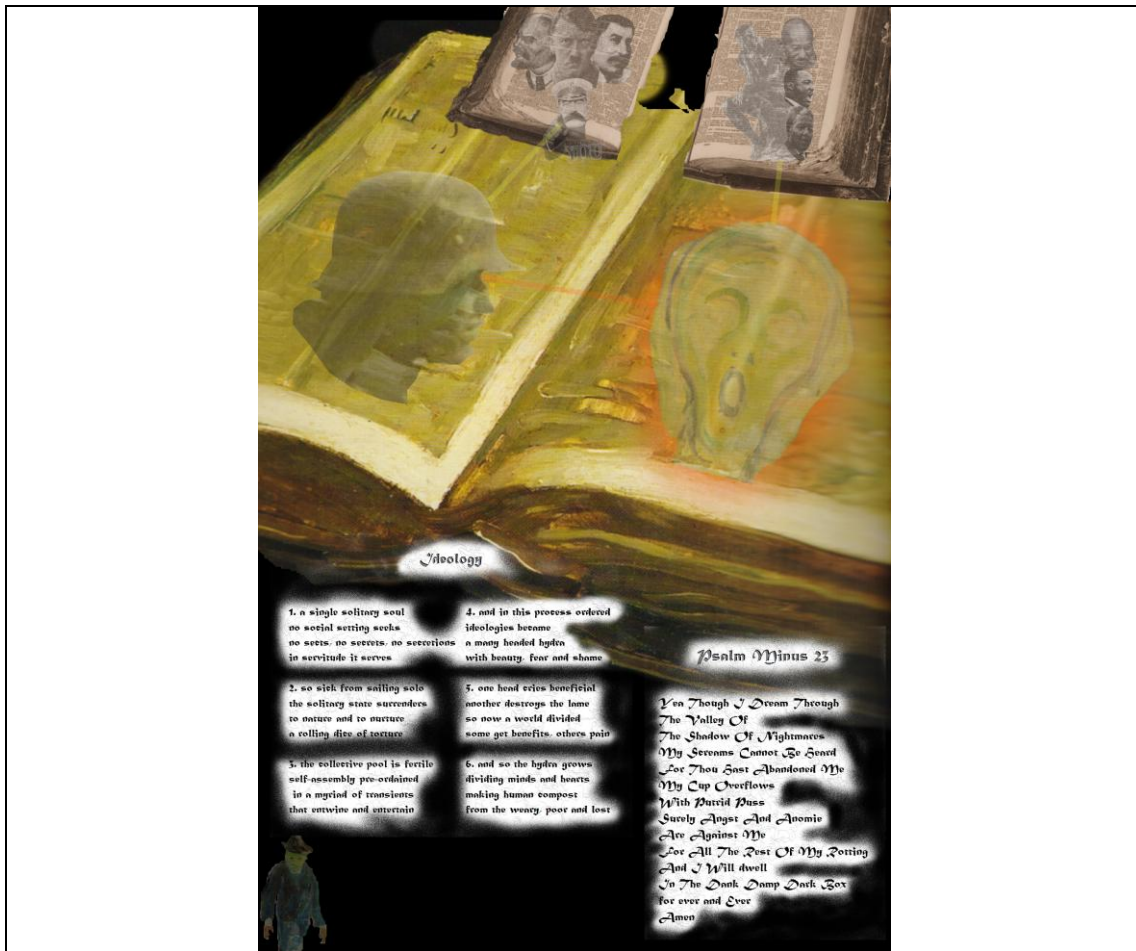 Ideology
1. a single solitary soul
no social setting seeks
no sects, no secrets, no secretions
in servitude it serves
2. so sick from sailing solo
the solitary state surrenders
to nature and to nurture
a rolling dice of torture
3. the collective pool is fertile
self-assembly pre-ordained
in a myriad of transients
that entwine and entertain
4. and in this process ordered
ideologies became
a many headed hydra
with beauty, fear and shame
5. one head cries beneficial
another destroys the lame
so now a world divided
some get benefits, others pain
6. and so the hydra grows
dividing minds and hearts
making human compost
from the weary, poor and lost
Psalm Minus 23
Yea Though I Dream Through
The Valley Of
The Shadow Of Nightmares
My Screams Cannot Be Heard
For Thou Hast Abandoned Me
My Cup Overflows
With Putrid Puss
Surely Angst And Anomie
Are Against Me
For All The Rest Of My Rotting
And I Will dwell
In The Dank Damp Dark Box
for ever and Ever
Amen